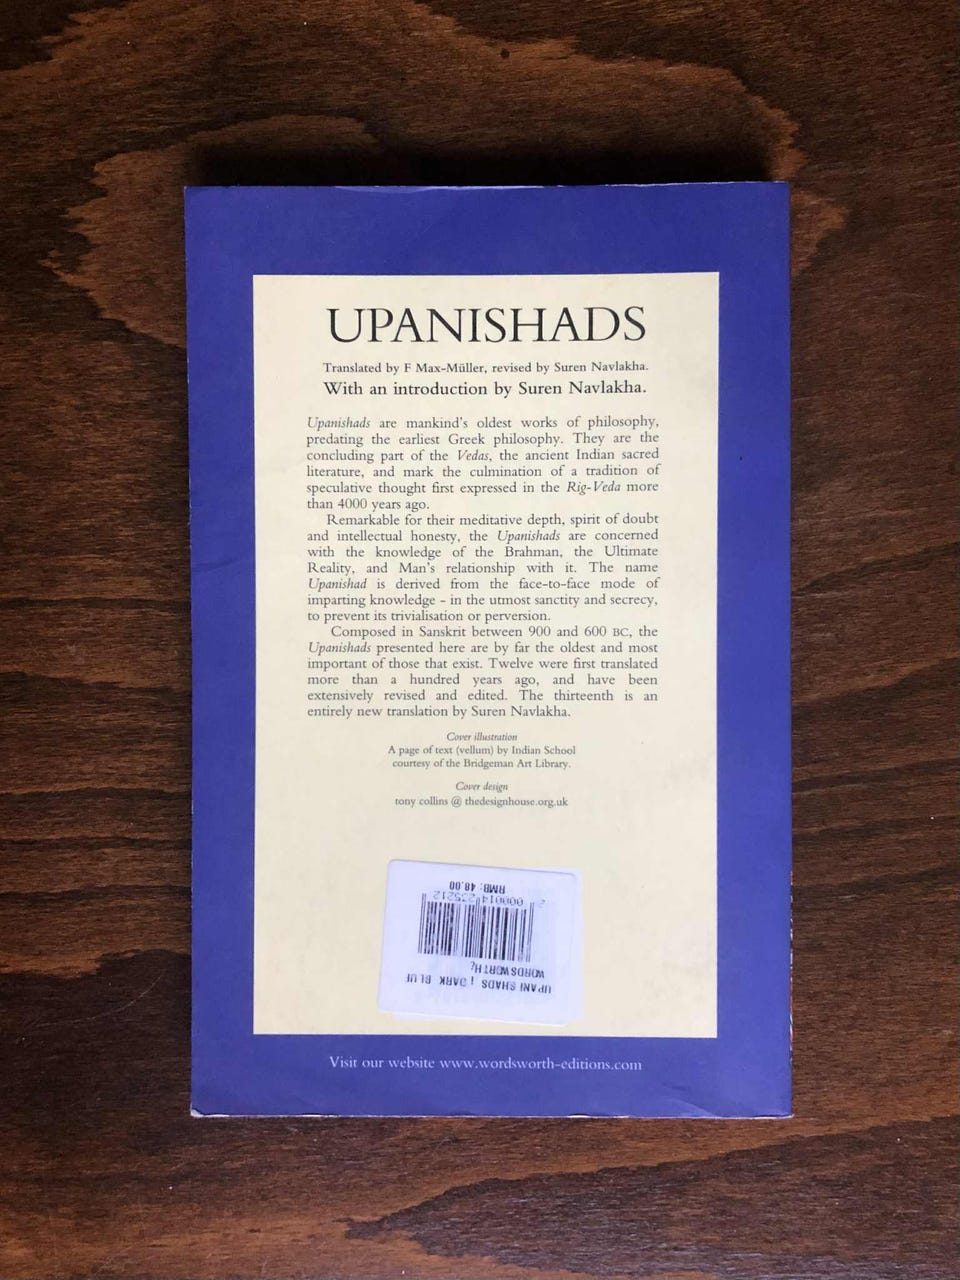 UPANISHADS
Translated by F Max-Müller, revised by Suren Navlakha.
With an introduction by Suren Navlakha.
Upanishads are mankind's oldest works of philosophy,
predating the earliest Greek philosophy. They are the
concluding part of the Vedas, the ancient Indian sacred
literature, and mark the culmination of a tradition of
speculative thought first expressed in the Rig-Veda more
than 4000 years ago.
Remarkable for their meditative depth, spirit of doubt
and intellectual honesty, the Upanishads are concerned
with the knowledge of the Brahman, the Ultimate
Reality, and Man's relationship with it. The name
Upanishad is derived from the face-to-face mode of
imparting knowledge - in the utmost sanctity and secrecy,
to prevent its trivialisation or perversion.
Composed in Sanskrit between 900 and 600 BC, the
Upanishads presented here are by far the oldest and most
important of those that exist. Twelve were first translated
more than a hundred years ago, and have been
extensively revised and edited. The thirteenth is an
entirely new translation by Suren Navlakha.
Cover illustration
A page of text (vellum) by Indian School
courtesy of the Bridgeman Art Library.
Cover design
tony collins @ thedesignhouse.org.uk
UPANISHADS ; DARK BLUE
WORDSWORTH;
2 000014 235212
RMB: 48.00
Visit our website www.wordsworth-editions.com